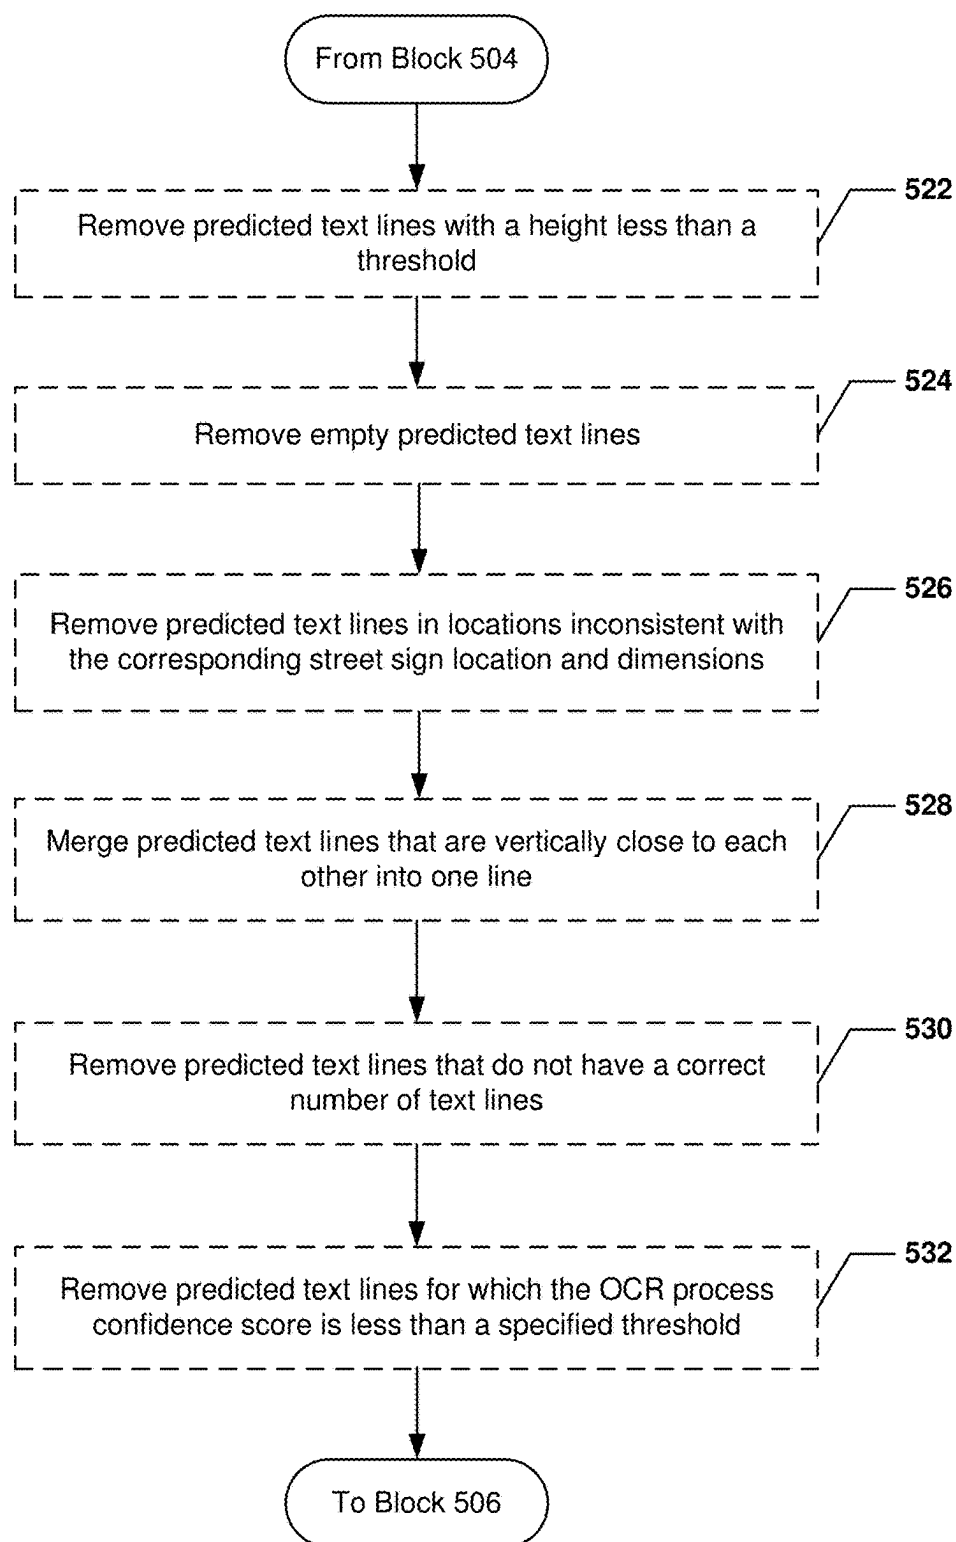 From Block 504
522
Remove predicted text lines with a height less than a
threshold
524
Remove empty predicted text lines
526
Remove predicted text lines in locations inconsistent with
the corresponding street sign location and dimensions
528
Merge predicted text lines that are vertically close to each
other into one line
530
Remove predicted text lines that do not have a correct
number of text lines
532
Remove predicted text lines for which the OCR process
confidence score is less than a specified threshold
To Block 506